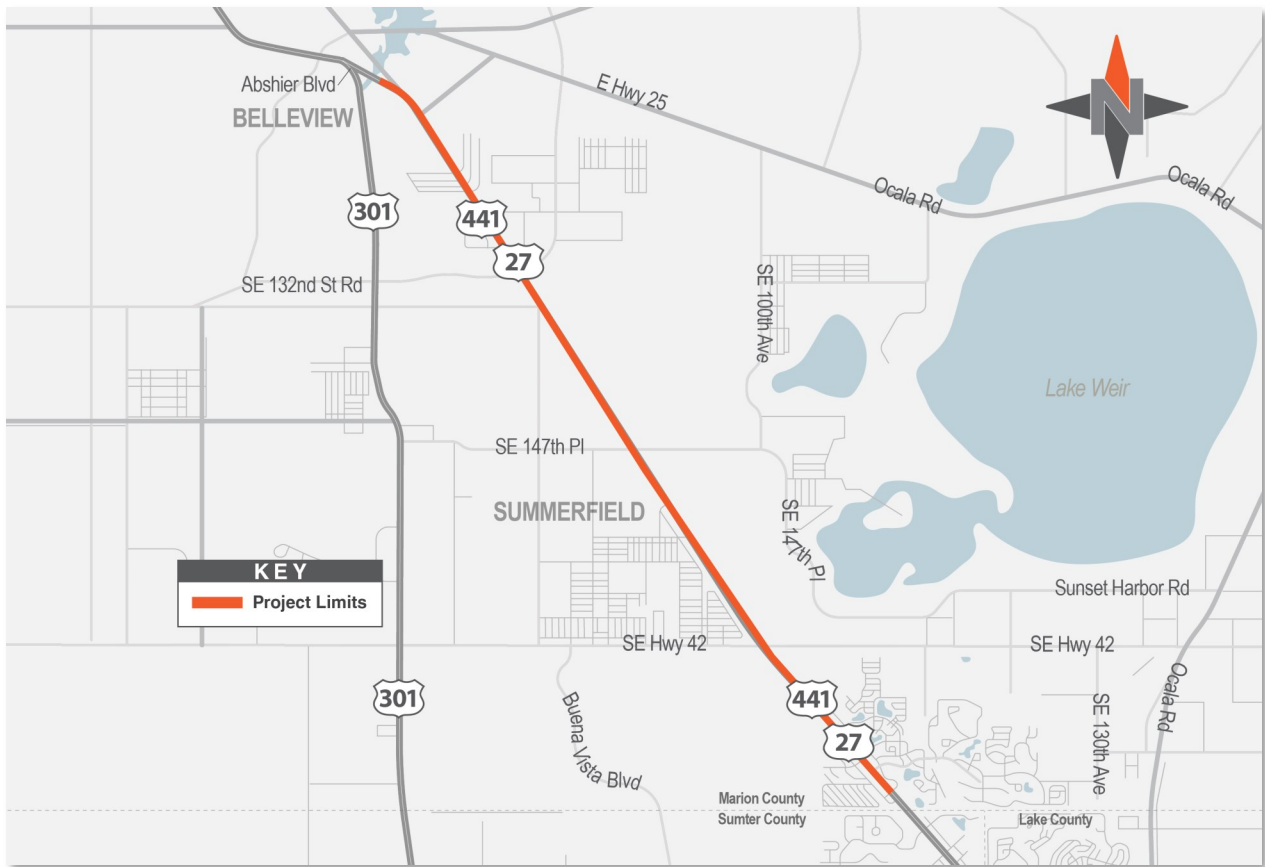 Abshier Blvd
BELLEVIEW
E Hwy 25
N
Ocala Rd
Ocala Rd
301
441
27
SE 132nd St Rd
SE 100th Ave
Lake Weir
SE 147th Pl
SUMMERFIELD
SE 147th Pl
KEY
Project Limits
Sunset Harbor Rd
SE Hwy 42
SE Hwy 42
301
441
27
Buena Vista Blvd
SE 130th Ave
Ocala Rd
Marion County
Sumter County
Lake County